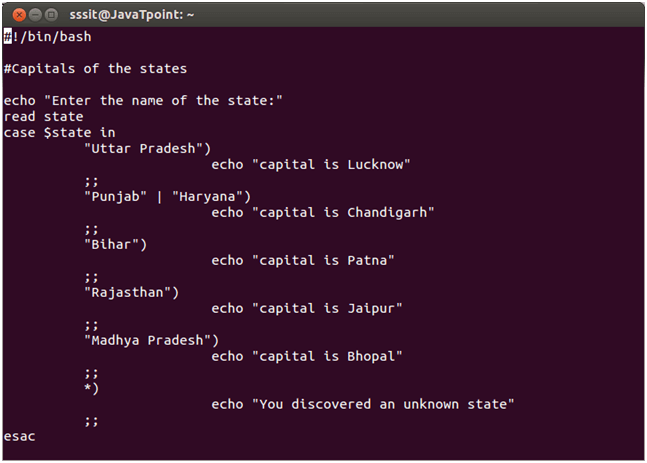 sssit@JavaTpoint: ~
#!/bin/bash
#Capitals of the states
echo "Enter the name of the state:"
read state
case $state in
"Uttar Pradesh")
echo "capital is Lucknow"
;;
"Punjab" | "Haryana")
echo "capital is Chandigarh"
;;
"Bihar")
echo "capital is Patna"
;;
"Rajasthan")
echo "capital is Jaipur"
;;
"Madhya Pradesh")
echo "capital is Bhopal"
;;
*)
echo "You discovered an unknown state"
;;
esac